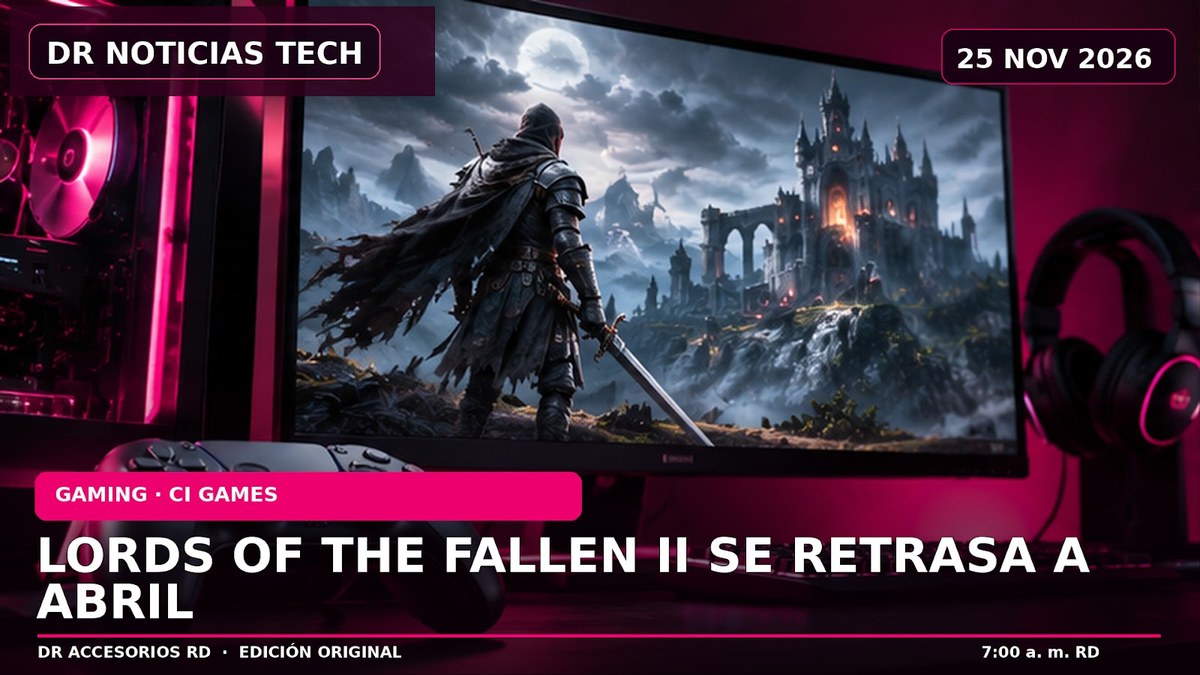 DR NOTICIAS TECH
25 NOV 2026
GAMING · CI GAMES
LORDS OF THE FALLEN II SE RETRASA A
ABRIL
DR ACCESORIOS RD · EDICIÓN ORIGINAL
7:00 a. m. RD